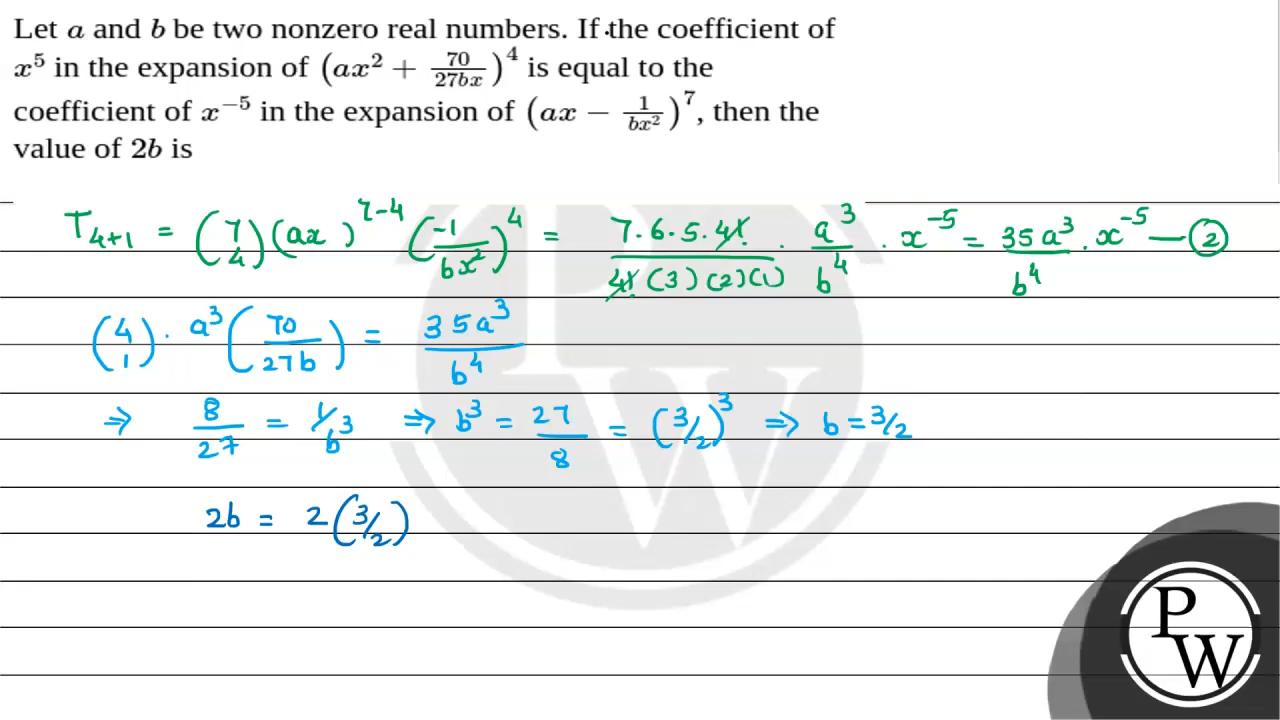 Let a and b be two nonzero real numbers. If the coefficient of
x^5 in the expansion of (ax^2 + 70/(27bx))^4 is equal to the
coefficient of x^{-5} in the expansion of (ax − 1/(bx^2))^7, then the
value of 2b is
T_{4+1} = (7 4)(ax)^{7-4} (-1/(bx^2))^4 = 7.6.5.4!/(4!(3)(2)(1)) · a^3/b^4 · x^{-5} = 35a^3/b^4 · x^{-5} — ②
(4 1) · a^3 (70/(27b)) = 35a^3/b^4
⇒ 8/27 = 1/b^3 ⇒ b^3 = 27/8 = (3/2)^3 ⇒ b = 3/2
2b = 2(3/2)
P
W